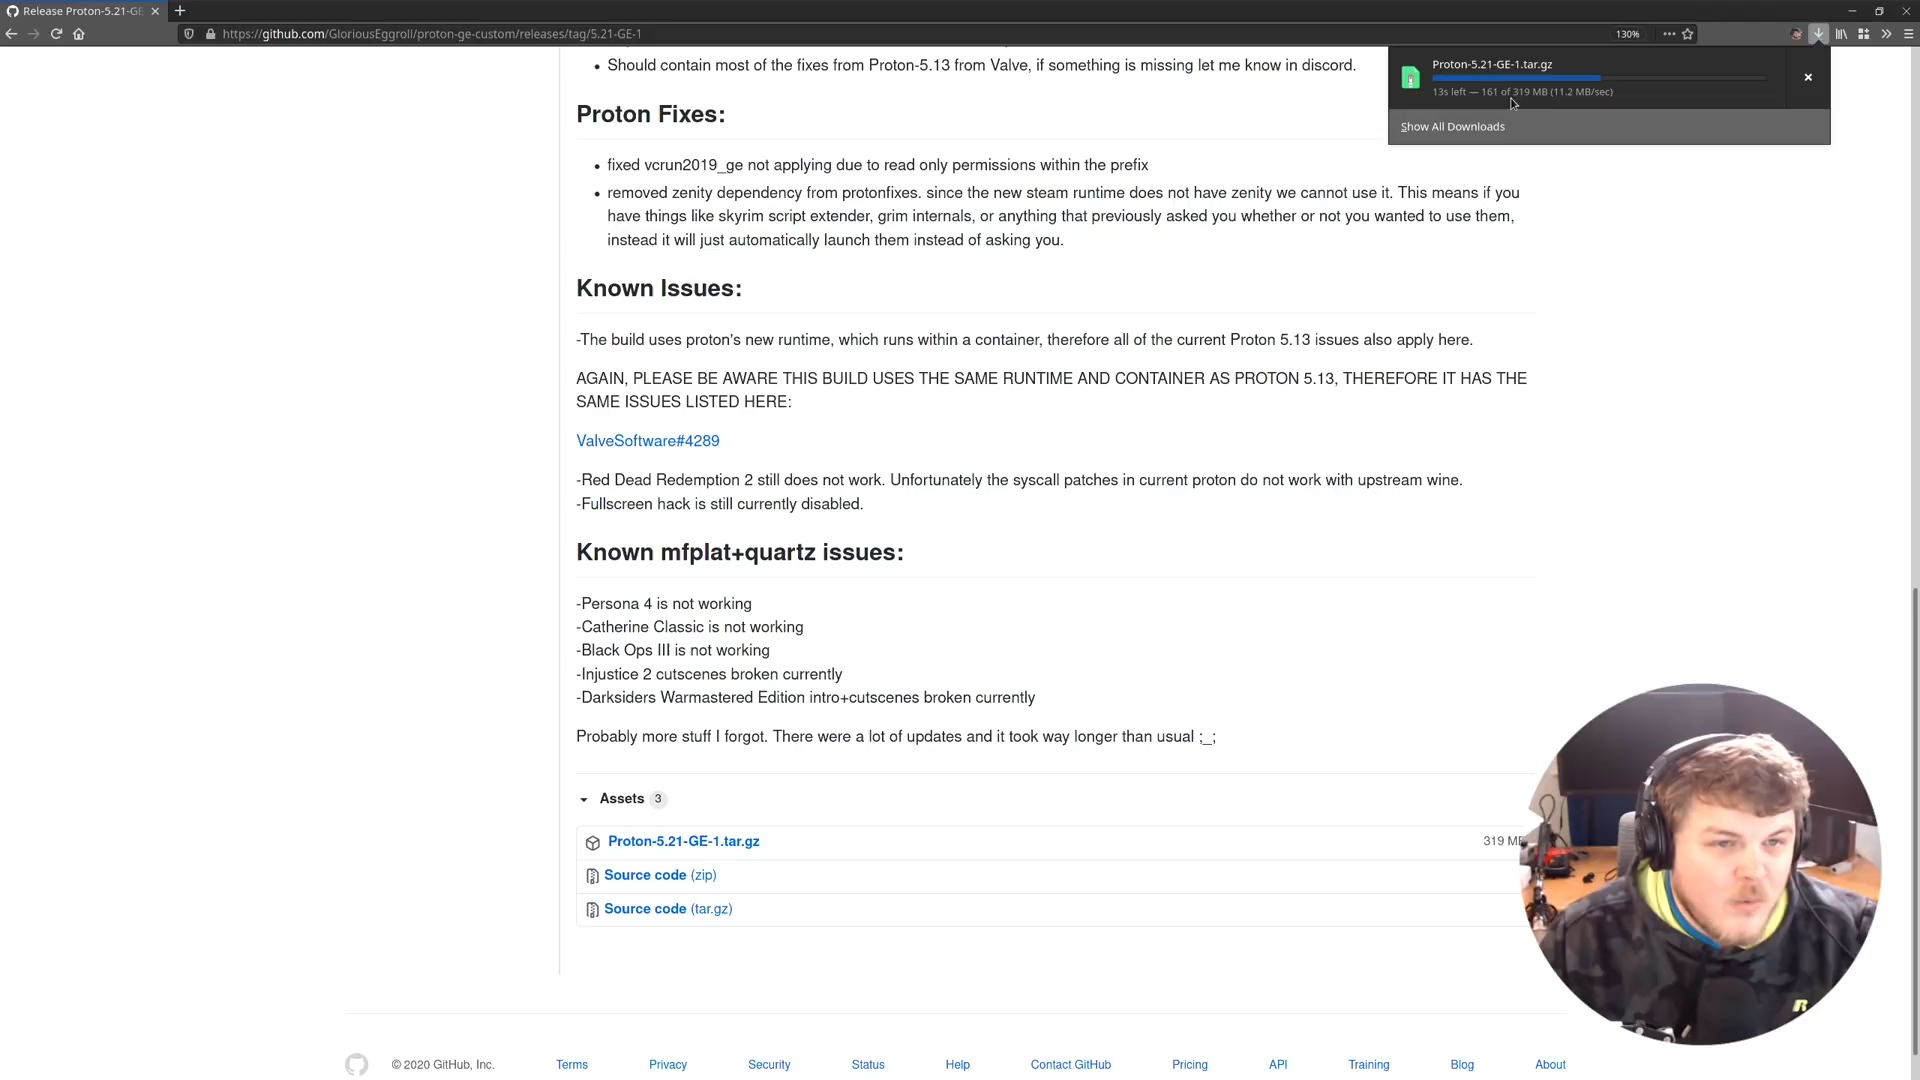 Release Proton-5.21-GE
https://github.com/GloriousEggroll/proton-ge-custom/releases/tag/5.21-GE-1
130%
Proton-5.21-GE-1.tar.gz
13s left — 161 of 319 MB (11.2 MB/sec)
Show All Downloads
Should contain most of the fixes from Proton-5.13 from Valve, if something is missing let me know in discord.
Proton Fixes:
fixed vcrun2019_ge not applying due to read only permissions within the prefix
removed zenity dependency from protonfixes. since the new steam runtime does not have zenity we cannot use it. This means if you
have things like skyrim script extender, grim internals, or anything that previously asked you whether or not you wanted to use them,
instead it will just automatically launch them instead of asking you.
Known Issues:
-The build uses proton's new runtime, which runs within a container, therefore all of the current Proton 5.13 issues also apply here.
AGAIN, PLEASE BE AWARE THIS BUILD USES THE SAME RUNTIME AND CONTAINER AS PROTON 5.13, THEREFORE IT HAS THE
SAME ISSUES LISTED HERE:
ValveSoftware#4289
-Red Dead Redemption 2 still does not work. Unfortunately the syscall patches in current proton do not work with upstream wine.
-Fullscreen hack is still currently disabled.
Known mfplat+quartz issues:
-Persona 4 is not working
-Catherine Classic is not working
-Black Ops III is not working
-Injustice 2 cutscenes broken currently
-Darksiders Warmastered Edition intro+cutscenes broken currently
Probably more stuff I forgot. There were a lot of updates and it took way longer than usual ;_;
Assets 3
Proton-5.21-GE-1.tar.gz 319 MB
Source code (zip)
Source code (tar.gz)
© 2020 GitHub, Inc. Terms Privacy Security Status Help Contact GitHub Pricing API Training Blog About